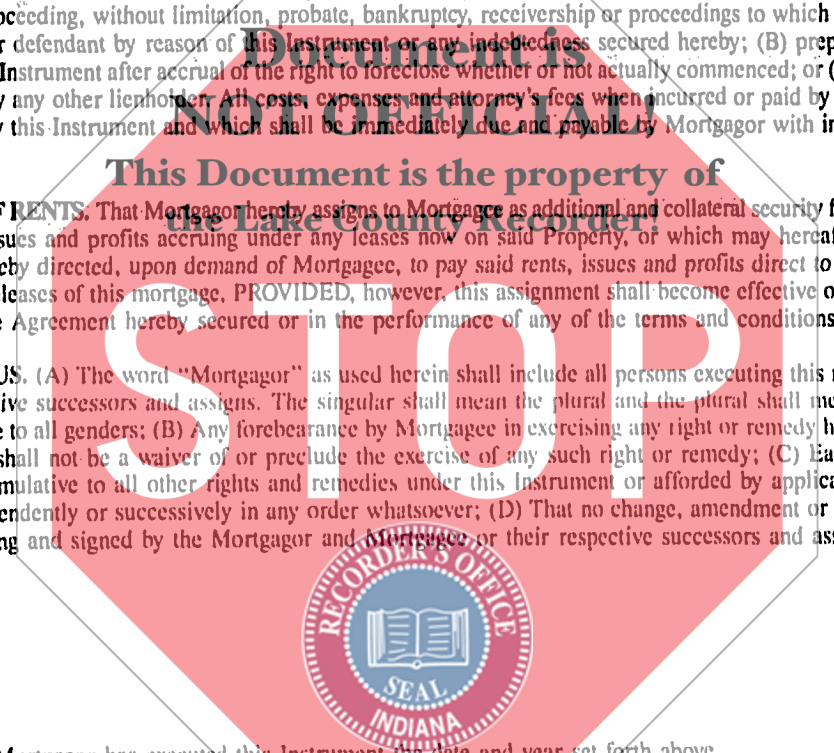 oceeding, without limitation, probate, bankruptcy, receivership or proceedings to which
r defendant by reason of this Instrument or any indebtedness secured hereby; (B) prep
Document is
Instrument after accrual of the right to foreclose whether or not actually commenced; or (
y any other lienholder. All costs, expenses and attorney's fees when incurred or paid by
NOT OFFICIAL!
y this Instrument and which shall be immediately due and payable by Mortgagor with in
This Document is the property of
F RENTS. That Mortgagor hereby assigns to Mortgagee as additional and collateral security f
the Lake County Recorder!
sues and profits accruing under any leases now on said Property, or which may hereaf
eby directed, upon demand of Mortgagee, to pay said rents, issues and profits direct to
leases of this mortgage, PROVIDED, however, this assignment shall become effective o
e Agreement hereby secured or in the performance of any of the terms and conditions
STOP
US. (A) The word "Mortgagor" as used herein shall include all persons executing this
ive successors and assigns. The singular shall mean the plural and the plural shall me
e to all genders; (B) Any forebearance by Mortgagee in exercising any right or remedy h
shall not be a waiver of or preclude the exercise of any such right or remedy; (C)
mulative to all other rights and remedies under this Instrument or afforded by applica
endently or successively in any order whatsoever; (D) That no change, amendment or
ng and signed by the Mortgagor and Mortgagee or their respective successors and ass
RECORDER'S OFFICE
SEAL
INDIANA
has executed this Instrument the date and year set forth above